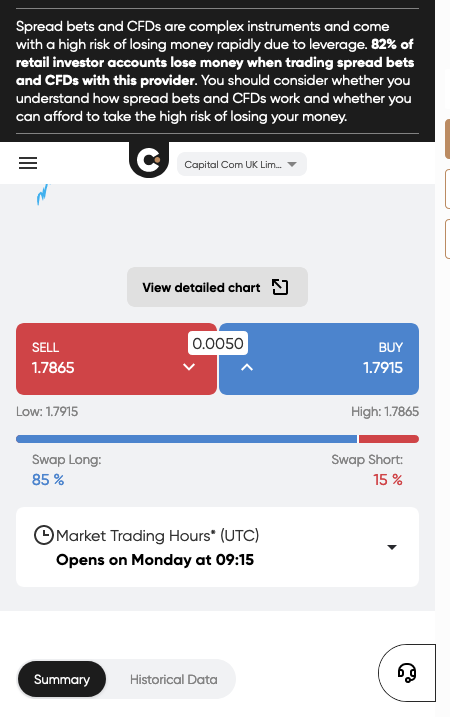 Spread bets and CFDs are complex instruments and come
with a high risk of losing money rapidly due to leverage. 82% of
retail investor accounts lose money when trading spread bets
and CFDs with this provider. You should consider whether you
understand how spread bets and CFDs work and whether you
can afford to take the high risk of losing your money.
Capital Com UK Lim...
View detailed chart
SELL
BUY
0.0050
1.7865
1.7915
Low: 1.7915
High: 1.7865
Swap Long:
Swap Short:
85 %
15 %
Market Trading Hours* (UTC)
Opens on Monday at 09:15
Summary
Historical Data